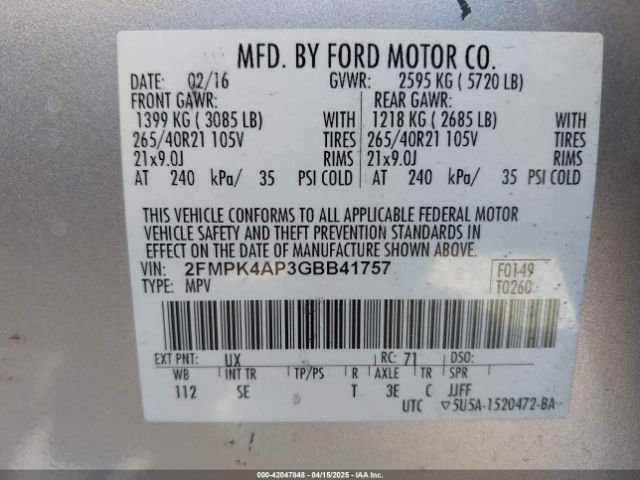 MFD. BY FORD MOTOR CO.
DATE: 02/16 GVWR: 2595 KG ( 5720 LB)
FRONT GAWR: REAR GAWR:
1399 KG ( 3085 LB) WITH 1218 KG ( 2685 LB) WITH
265/40R21 105V TIRES 265/40R21 105V TIRES
21x9.0J RIMS 21x9.0J RIMS
AT 240 kPa/ 35 PSI COLD AT 240 kPa/ 35 PSI COLD
THIS VEHICLE CONFORMS TO ALL APPLICABLE FEDERAL MOTOR
VEHICLE SAFETY AND THEFT PREVENTION STANDARDS IN
EFFECT ON THE DATE OF MANUFACTURE SHOWN ABOVE.
VIN: 2FMPK4AP3GBB41757 F0149
TYPE: MPV T0260
EXT PNT: UX RC: 71 DSO:
WB INT TR TP/PS R AXLE TR SPR
112 SE T 3E C JJFF
UTC ▽5U5A-1520472-BA
000-42047848 - 04/15/2025 - IAAI.COM